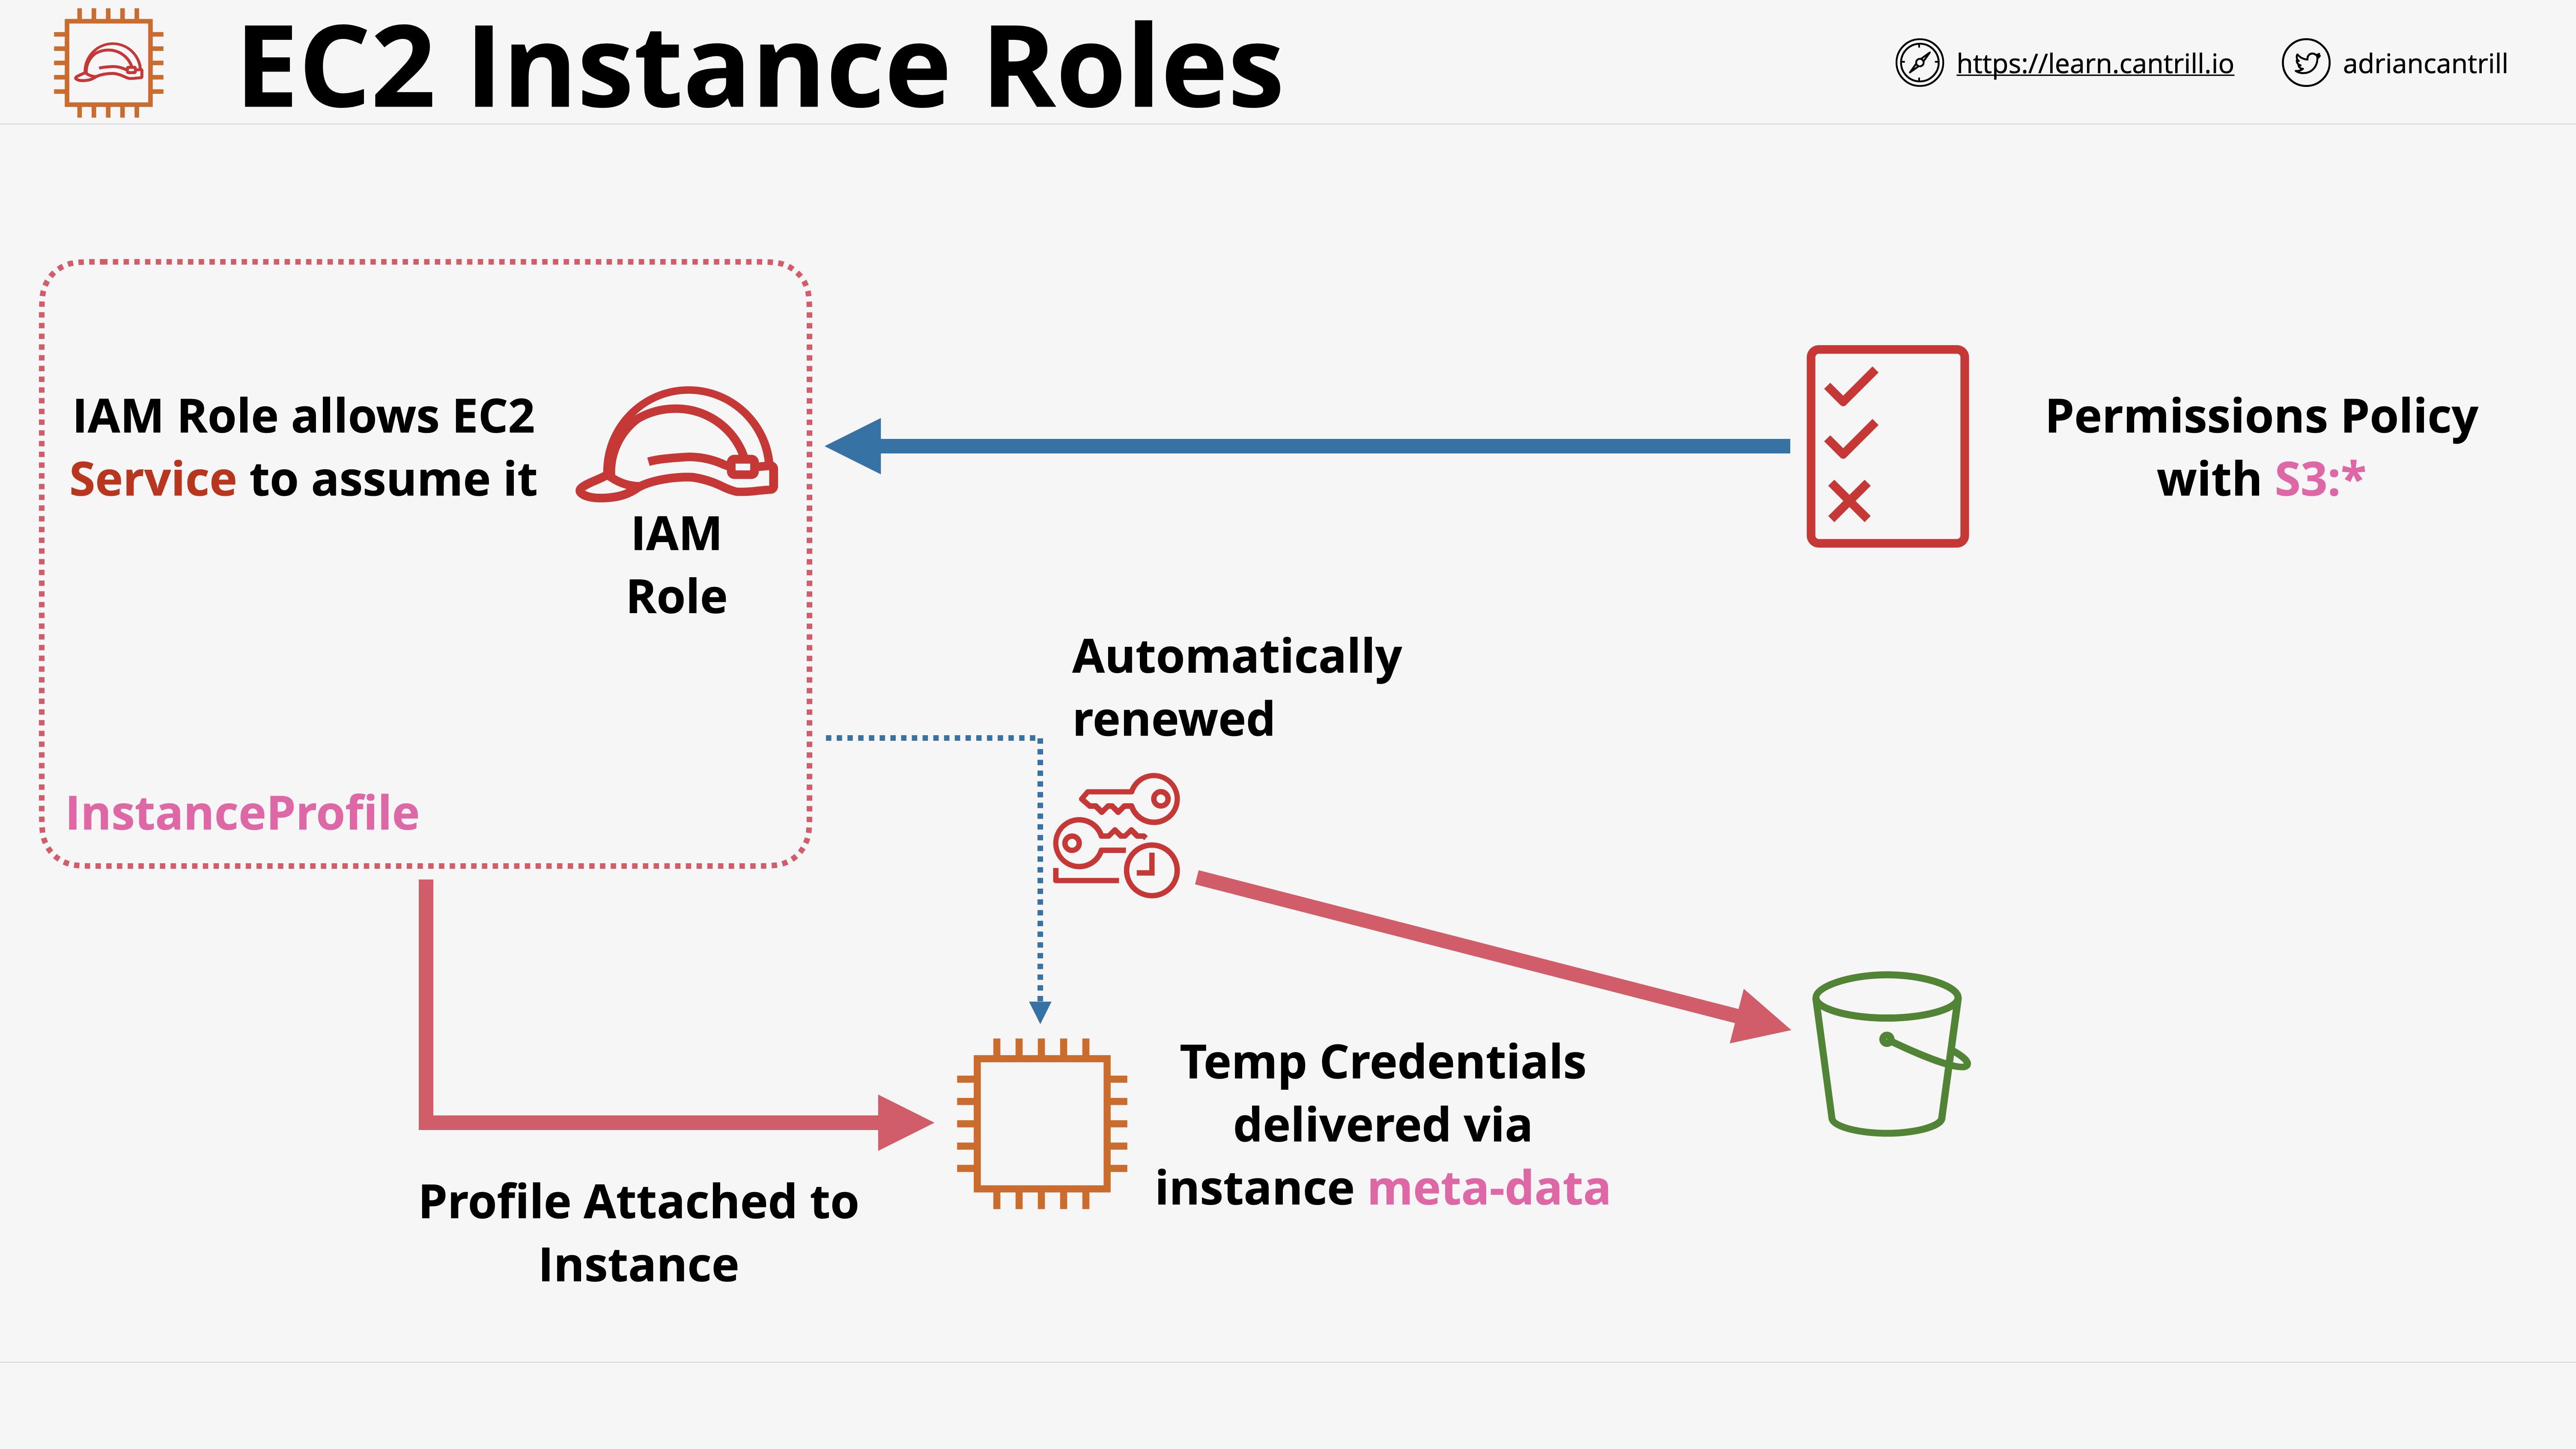 EC2 Instance Roles
https://learn.cantrill.io
adriancantrill
IAM Role allows EC2
Service to assume it
IAM
Role
InstanceProfile
Permissions Policy
with S3:*
Automatically
renewed
Temp Credentials
delivered via
instance meta-data
Profile Attached to
Instance